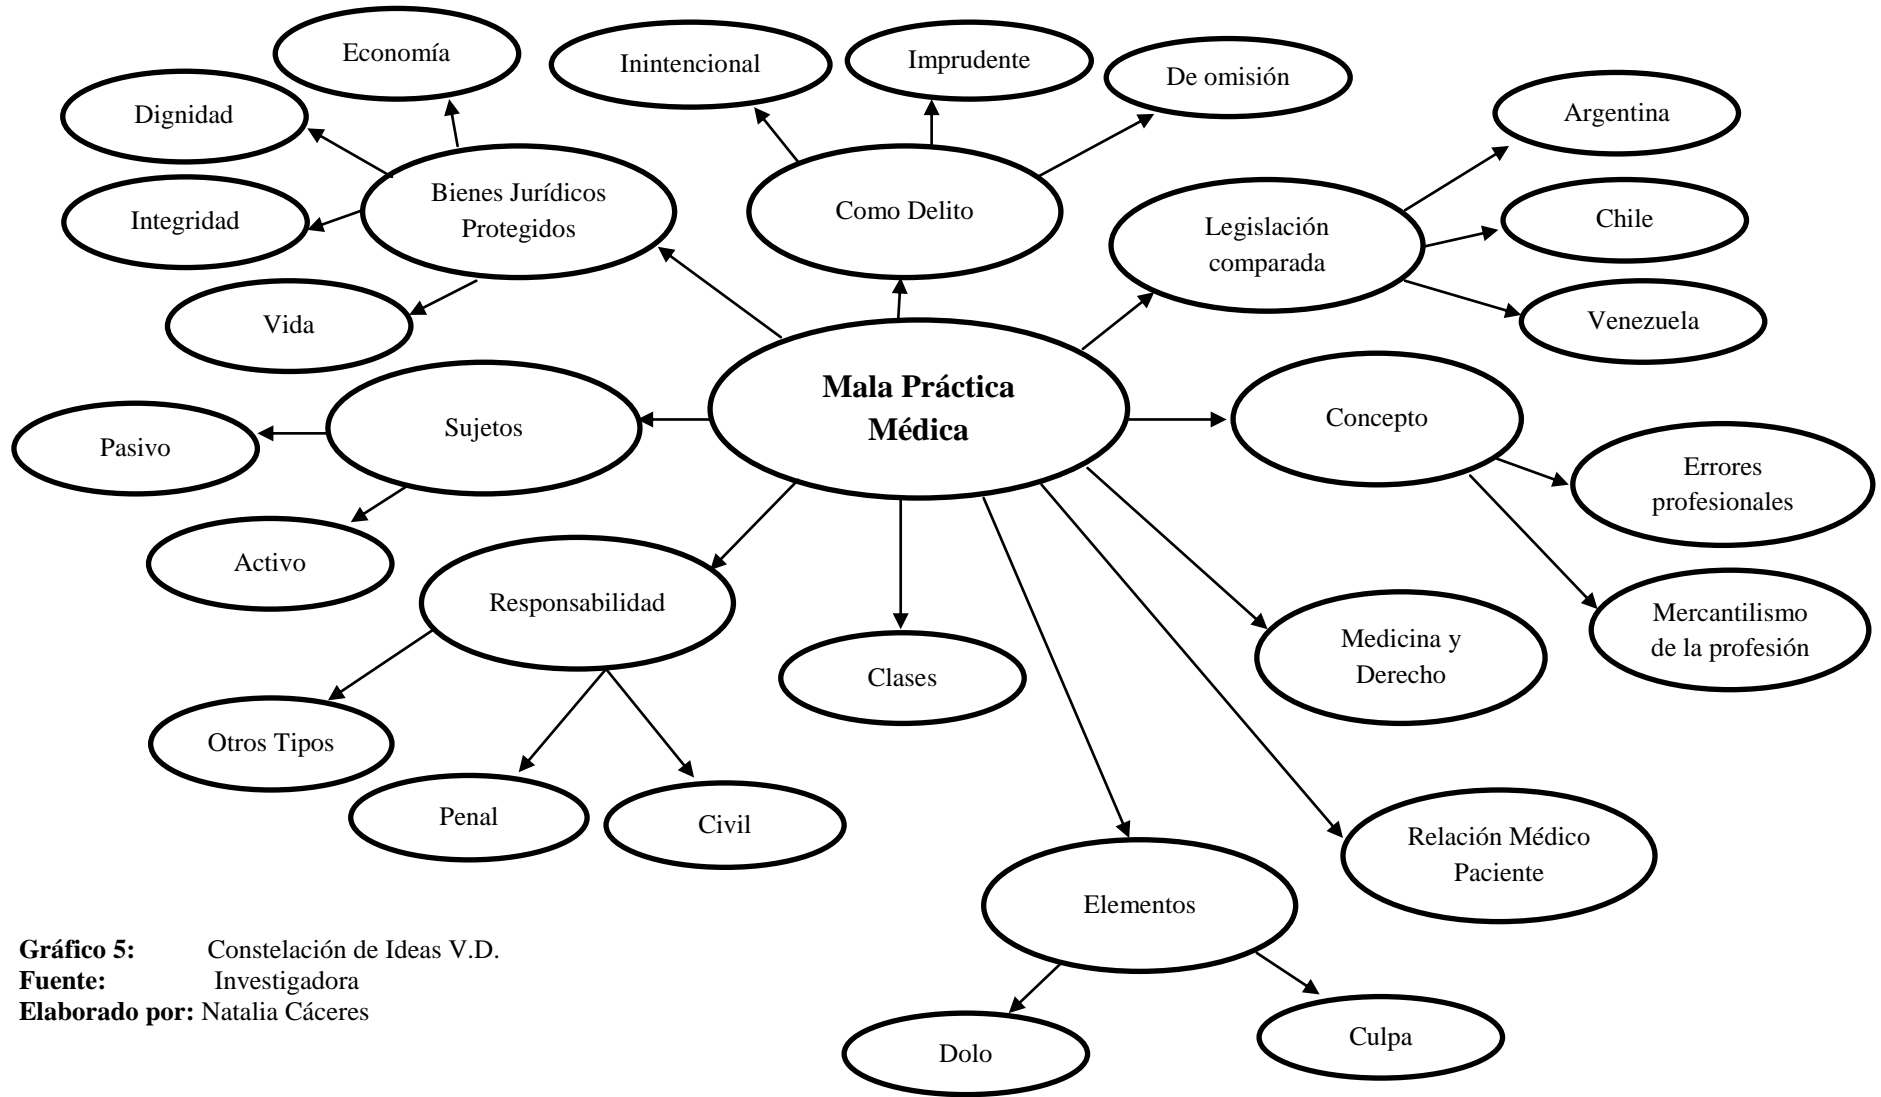 Economía
Inintencional
Imprudente
De omisión
Dignidad
Argentina
Bienes Jurídicos
Protegidos
Integridad
Como Delito
Legislación
comparada
Chile
Vida
Venezuela
Mala Práctica
Médica
Sujetos
Pasivo
Concepto
Errores
profesionales
Activo
Responsabilidad
Mercantilismo
de la profesión
Medicina y
Derecho
Clases
Otros Tipos
Penal
Civil
Relación Médico
Paciente
Elementos
Dolo
Culpa
Gráfico 5: Constelación de Ideas V.D.
Fuente: Investigadora
Elaborado por: Natalia Cáceres